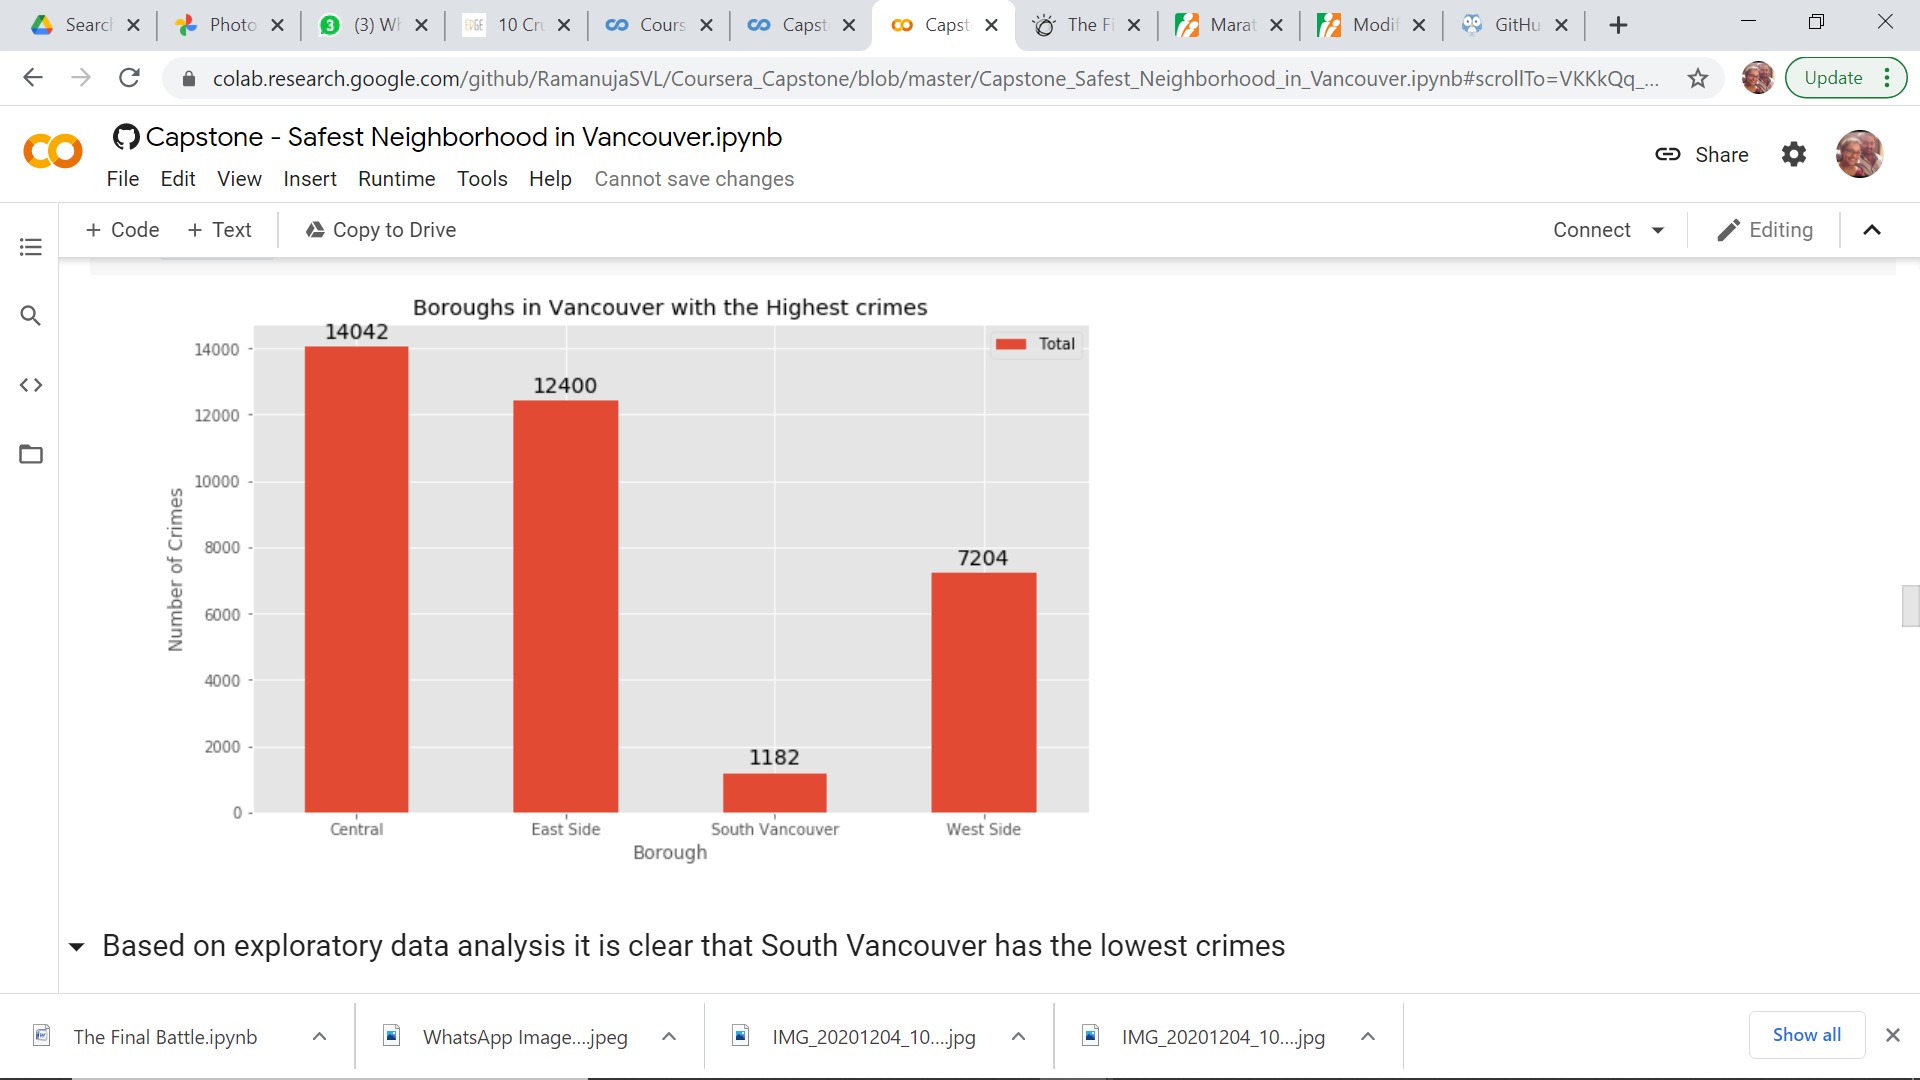 Search
Photo
(3) Wh
10 Cru
Cours
Capst
Capst
The Fi
Marat
Modif
GitHu
colab.research.google.com/github/RamanujaSVL/Coursera_Capstone/blob/master/Capstone_Safest_Neighborhood_in_Vancouver.ipynb#scrollTo=VKKkQq_...
Update
Capstone - Safest Neighborhood in Vancouver.ipynb
Share
File Edit View Insert Runtime Tools Help Cannot save changes
+ Code + Text Copy to Drive
Connect
Editing
Boroughs in Vancouver with the Highest crimes
Total
14042
12400
1182
7204
Number of Crimes
14000
12000
10000
8000
6000
4000
2000
0
Central East Side South Vancouver West Side
Borough
Based on exploratory data analysis it is clear that South Vancouver has the lowest crimes
The Final Battle.ipynb
WhatsApp Image....jpeg
IMG_20201204_10....jpg
IMG_20201204_10....jpg
Show all